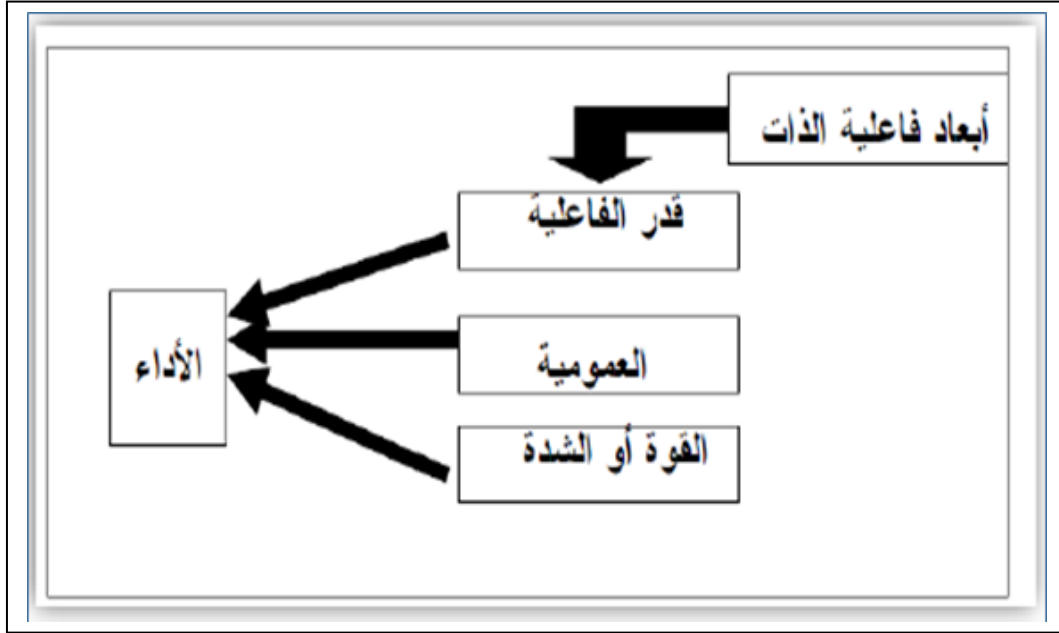 أبعاد فاعلية الذات
قدر الفاعلية
العمومية
الأداء
القوة أو الشدة